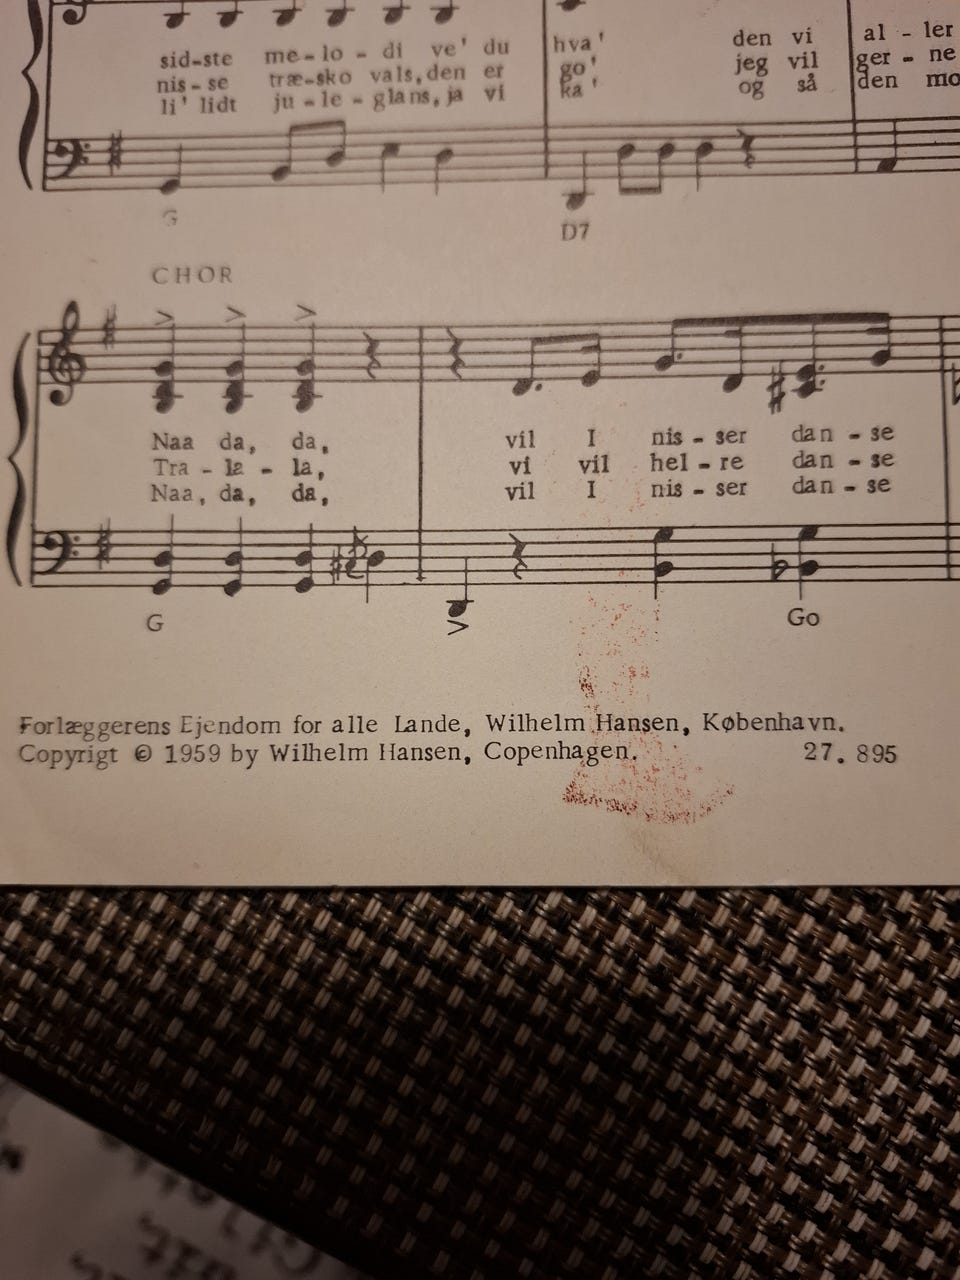 sid-ste me-lo - di ve' du hva' den vi al - ler
nis - se træ-sko vals, den er go' jeg vil ger - ne
li' lidt ju - le - glans, ja vi ka' og så den mo
G D7
CHOR
Naa da, da, vil I nis - ser dan - se
Tra - la - la, vi vil hel - re dan - se
Naa, da, da, vil I nis - ser dan - se
G Go
Forlæggerens Ejendom for alle Lande, Wilhelm Hansen, København.
Copyrigt © 1959 by Wilhelm Hansen, Copenhagen. 27. 895